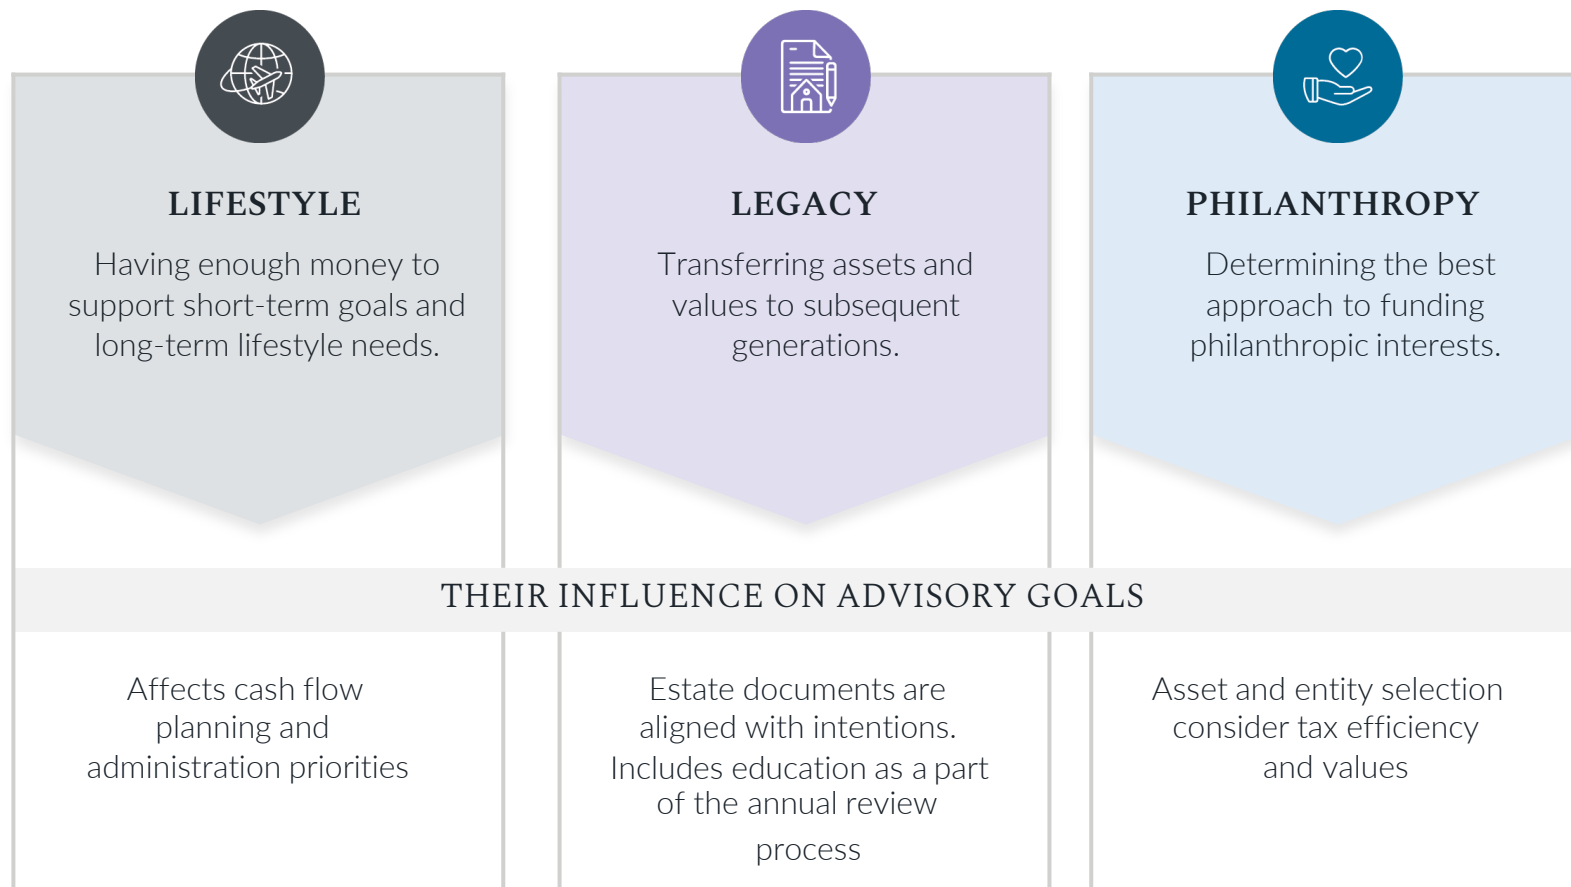 LIFESTYLE
Having enough money to
support short-term goals and
long-term lifestyle needs.
LEGACY
Transferring assets and
values to subsequent
generations.
PHILANTHROPY
Determining the best
approach to funding
philanthropic interests.
THEIR INFLUENCE ON ADVISORY GOALS
Affects cash flow
planning and
administration priorities
Estate documents are
aligned with intentions.
Includes education as a part
of the annual review
process
Asset and entity selection
consider tax efficiency
and values